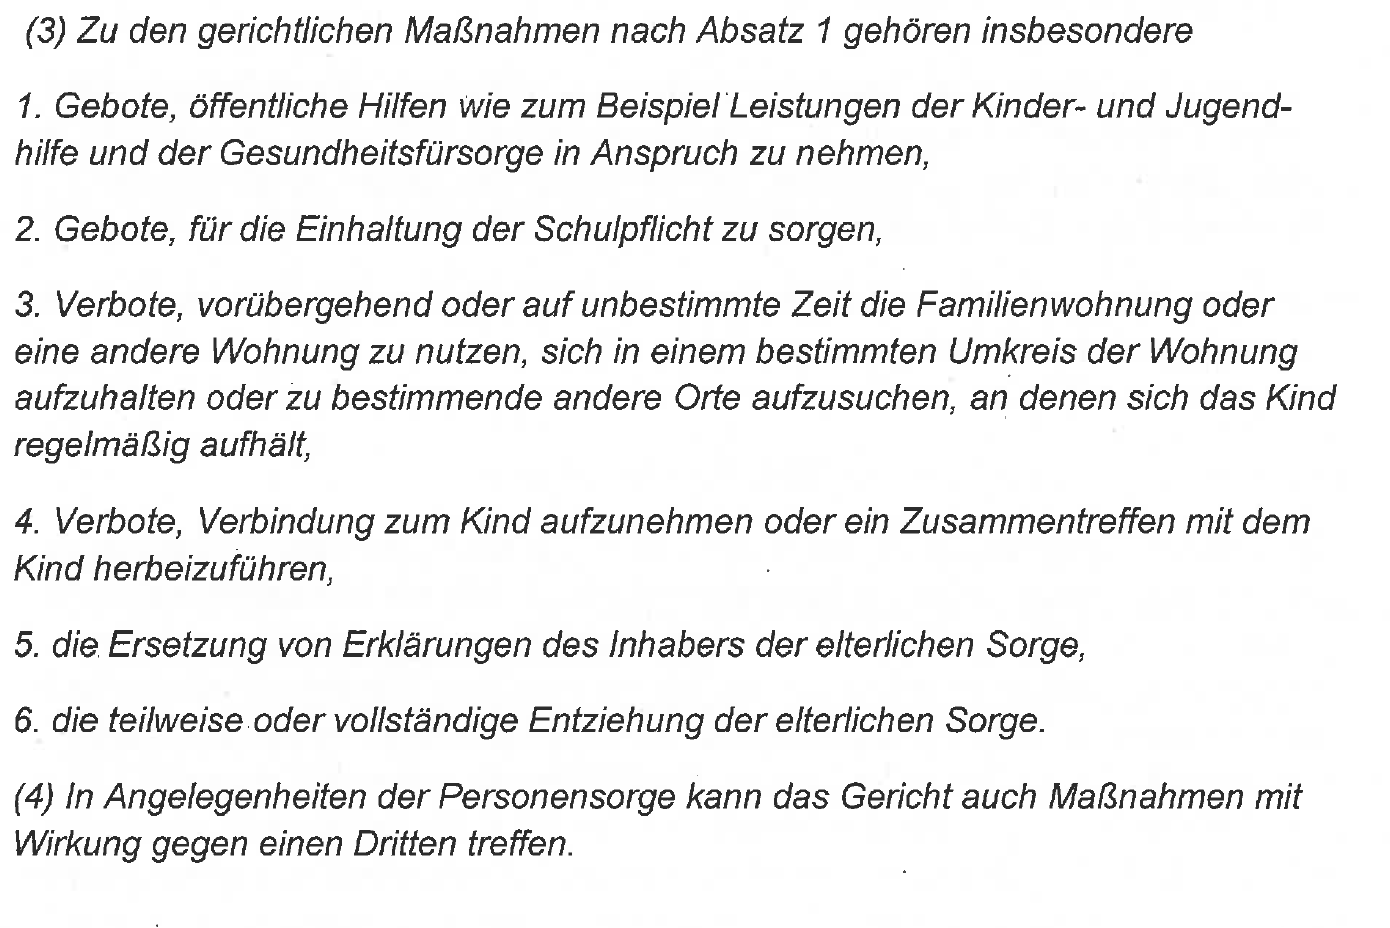 (3) Zu den gerichtlichen Maßnahmen nach Absatz 1 gehören insbesondere
1. Gebote, öffentliche Hilfen wie zum Beispiel Leistungen der Kinder- und Jugend-
hilfe und der Gesundheitsfürsorge in Anspruch zu nehmen,
2. Gebote, für die Einhaltung der Schulpflicht zu sorgen,
3. Verbote, vorübergehend oder auf unbestimmte Zeit die Familienwohnung oder
eine andere Wohnung zu nutzen, sich in einem bestimmten Umkreis der Wohnung
aufzuhalten oder zu bestimmende andere Orte aufzusuchen, an denen sich das Kind
regelmäßig aufhält,
4. Verbote, Verbindung zum Kind aufzunehmen oder ein Zusammentreffen mit dem
Kind herbeizuführen,
5. die Ersetzung von Erklärungen des Inhabers der elterlichen Sorge,
6. die teilweise oder vollständige Entziehung der elterlichen Sorge.
(4) In Angelegenheiten der Personensorge kann das Gericht auch Maßnahmen mit
Wirkung gegen einen Dritten treffen.